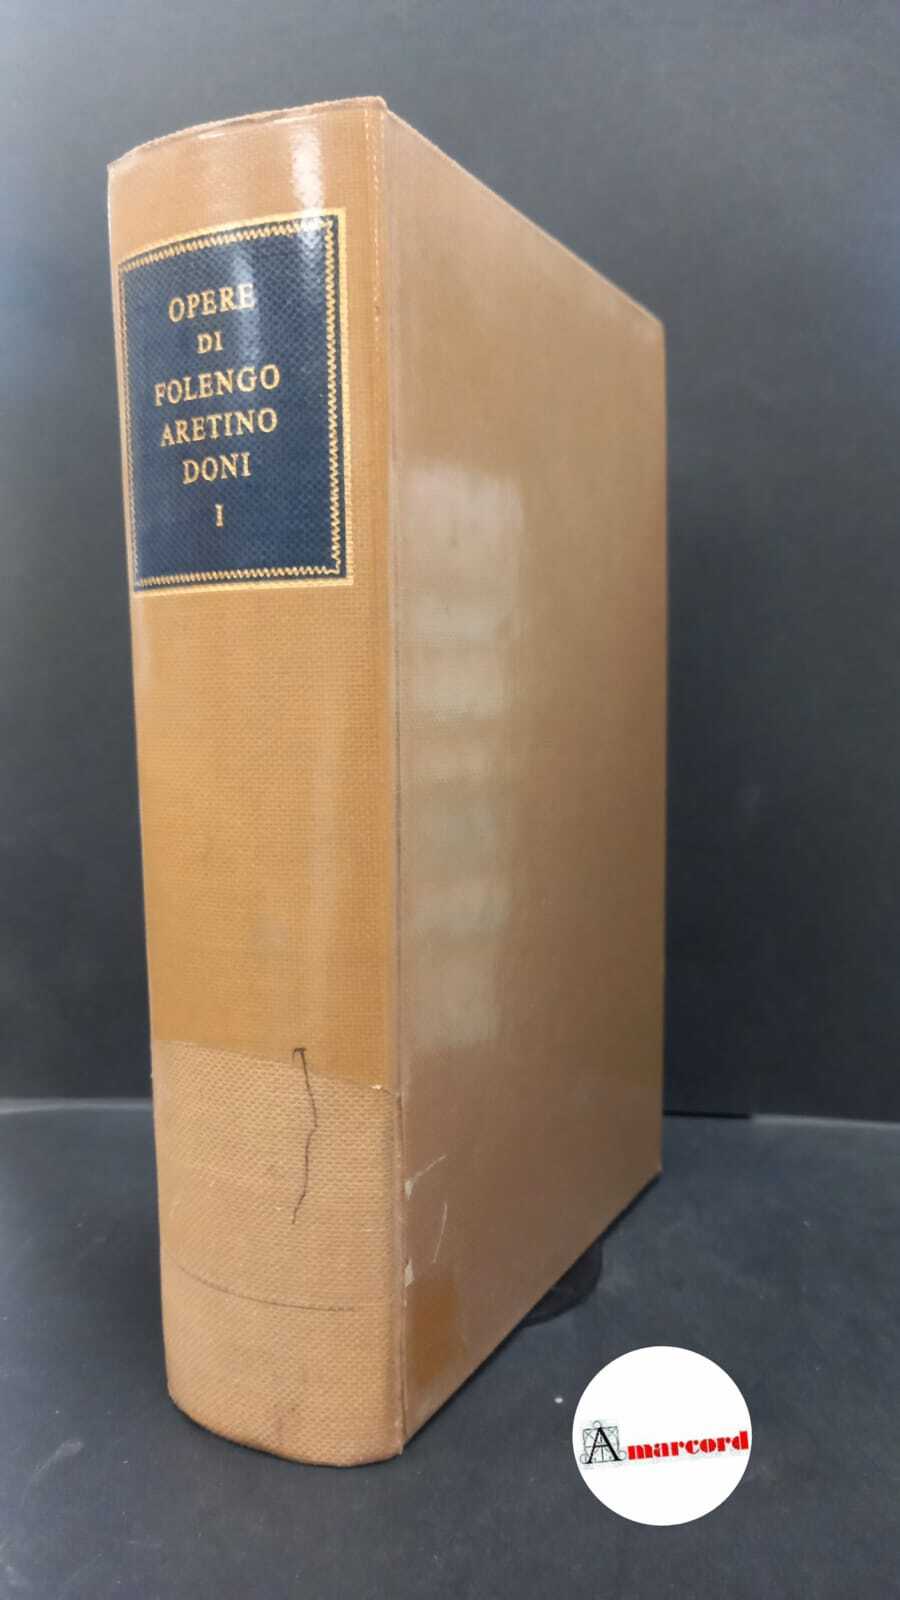 OPERE
DI
FOLENGO
ARETINO
DONI
I
Amarcord